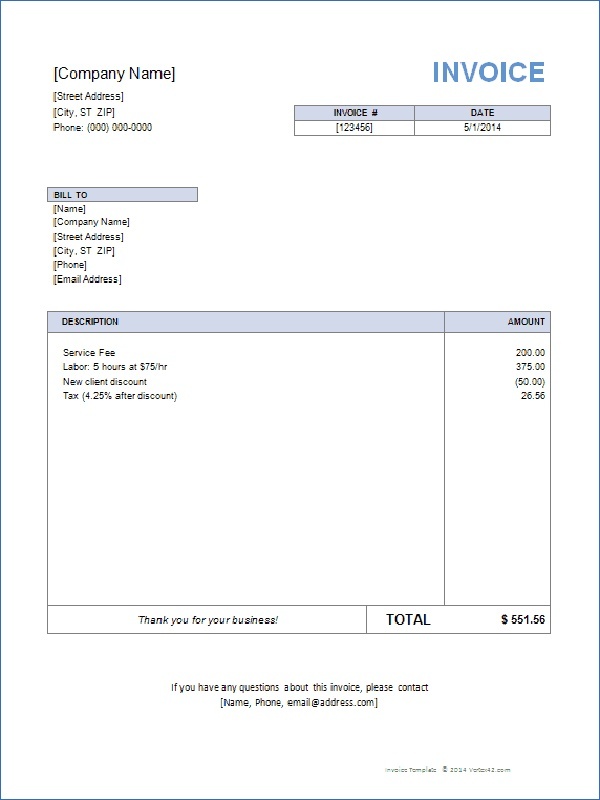 [Company Name]
INVOICE
[Street Address]
[City, ST ZIP]
Phone: (000) 000-0000
INVOICE # DATE
[123456] 5/1/2014
BILL TO
[Name]
[Company Name]
[Street Address]
[City, ST ZIP]
[Phone]
[Email Address]
DESCRIPTION AMOUNT
Service Fee 200.00
Labor: 5 hours at $75/hr 375.00
New client discount (50.00)
Tax (4.25% after discount) 26.56
Thank you for your business! TOTAL $ 551.56
If you have any questions about this invoice, please contact
[Name, Phone, email@address.com]
Invoice Template © 2014 Vertex42.com